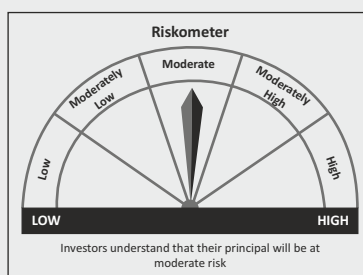 Riskometer
Moderate
Moderately
Low
Moderately
High
Low
High
LOW
HIGH
Investors understand that their principal will be at
moderate risk